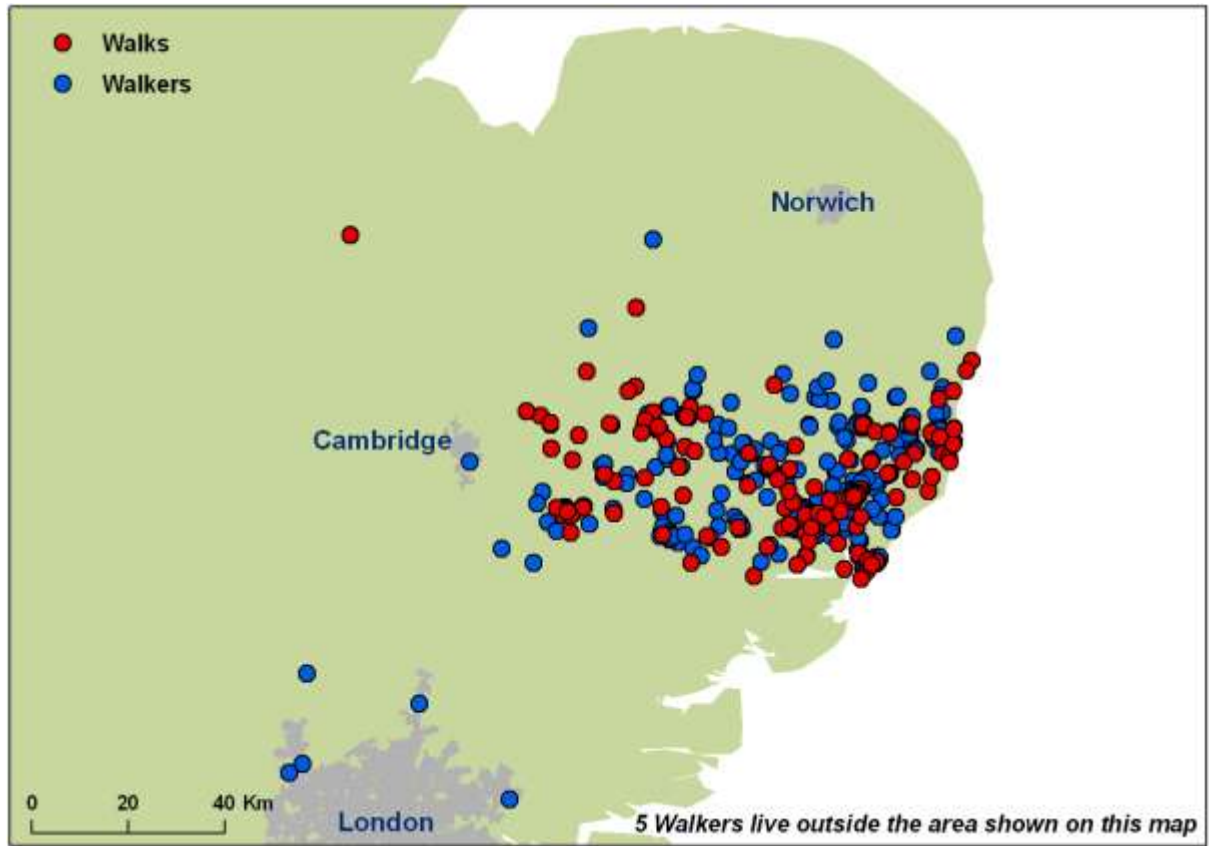 Walks
Walkers
Norwich
Cambridge
0 20 40 Km
London
5 Walkers live outside the area shown on this map